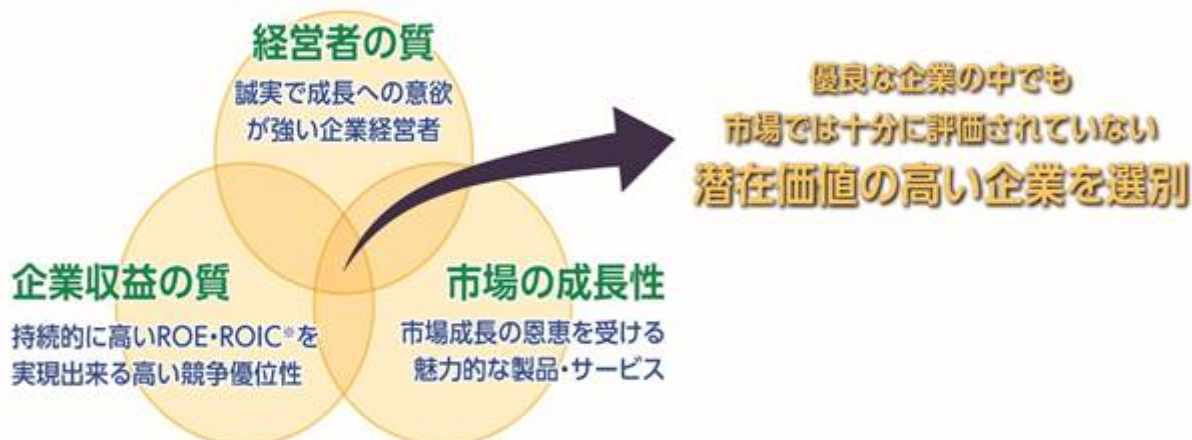 経営者の質
誠実で成長への意欲
が強い企業経営者
優良な企業の中でも
市場では十分に評価されていない
潜在価値の高い企業を選別
企業収益の質
持続的に高いROE・ROIC※を
実現出来る高い競争優位性
市場の成長性
市場成長の恩恵を受ける
魅力的な製品・サービス